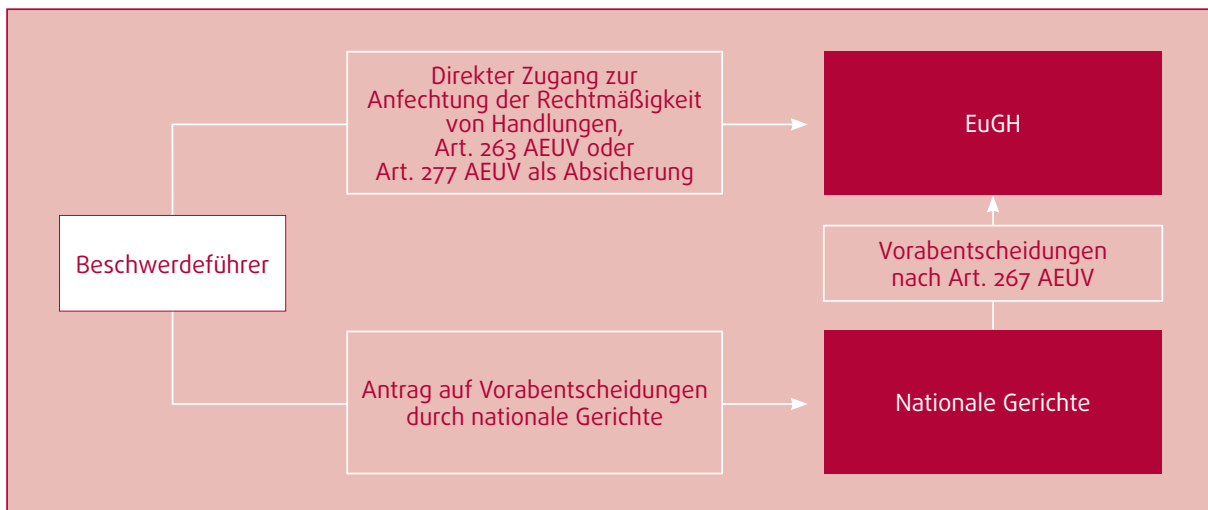 Direkter Zugang zur
Anfechtung der Rechtmäßigkeit
von Handlungen,
Art. 263 AEUV oder
Art. 277 AEUV als Absicherung
EuGH
Beschwerdeführer
Vorabentscheidungen
nach Art. 267 AEUV
Antrag auf Vorabentscheidungen
durch nationale Gerichte
Nationale Gerichte